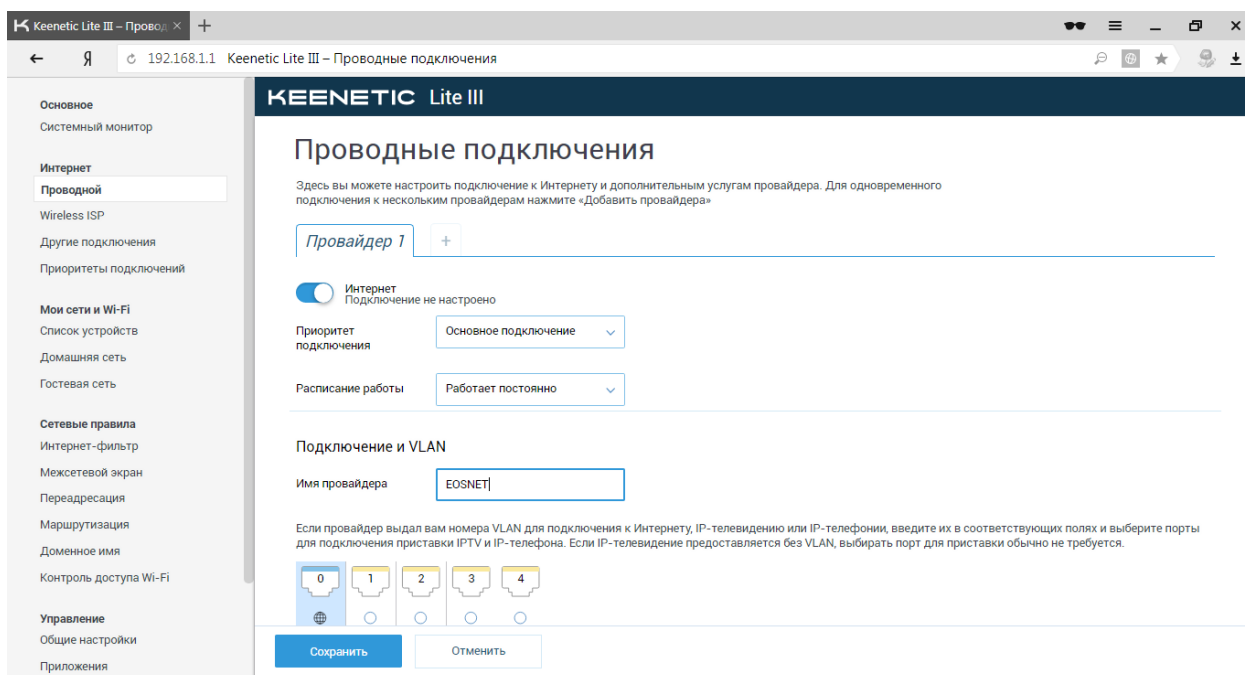 Keenetic Lite III – Провод
Я 192.168.1.1 Keenetic Lite III – Проводные подключения
Основное
Системный монитор
Интернет
Проводной
Wireless ISP
Другие подключения
Приоритеты подключений
Мои сети и Wi-Fi
Список устройств
Домашняя сеть
Гостевая сеть
Сетевые правила
Интернет-фильтр
Межсетевой экран
Переадресация
Маршрутизация
Доменное имя
Контроль доступа Wi-Fi
Управление
Общие настройки
Приложения
KEENETIC Lite III
Проводные подключения
Здесь вы можете настроить подключение к Интернету и дополнительным услугам провайдера. Для одновременного
подключения к нескольким провайдерам нажмите «Добавить провайдера»
Провайдер 1 +
Интернет
Подключение не настроено
Приоритет
подключения
Основное подключение
Расписание работы Работает постоянно
Подключение и VLAN
Имя провайдера EOSNET
Если провайдер выдал вам номера VLAN для подключения к Интернету, IP-телевидению или IP-телефонии, введите их в соответствующих полях и выберите порты
для подключения приставки IPTV и IP-телефона. Если IP-телевидение предоставляется без VLAN, выбирать порт для приставки обычно не требуется.
0 1 2 3 4
Сохранить Отменить